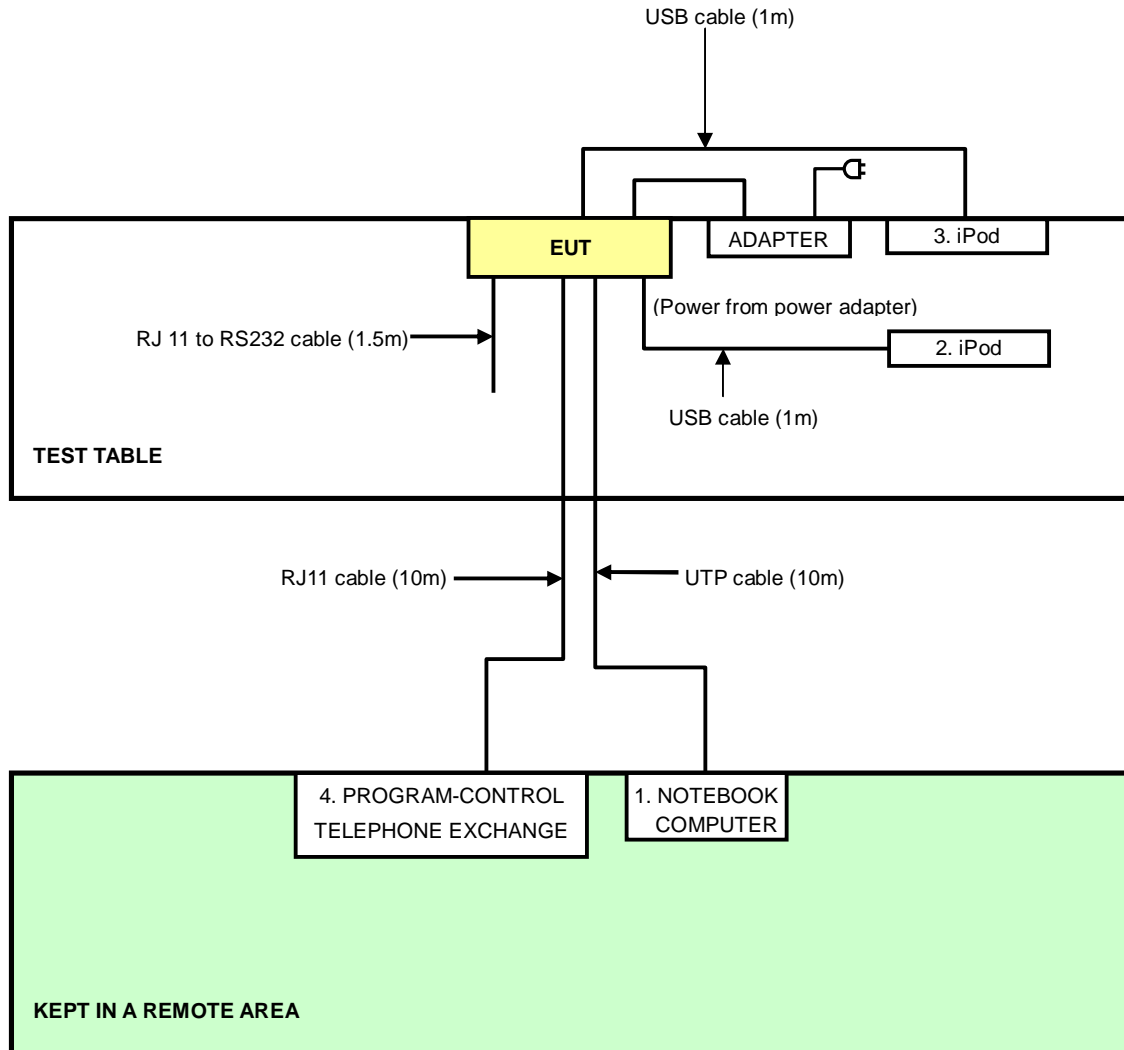 USB cable (1m)
EUT
ADAPTER
3. iPod
(Power from power adapter)
RJ 11 to RS232 cable (1.5m)
2. iPod
USB cable (1m)
TEST TABLE
RJ11 cable (10m)
UTP cable (10m)
4. PROGRAM-CONTROL
TELEPHONE EXCHANGE
1. NOTEBOOK
COMPUTER
KEPT IN A REMOTE AREA